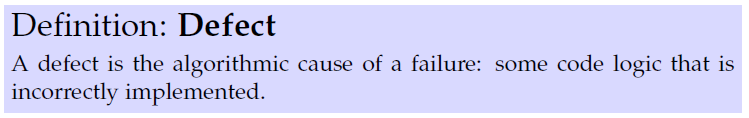 Definition: Defect
A defect is the algorithmic cause of a failure: some code logic that is
incorrectly implemented.